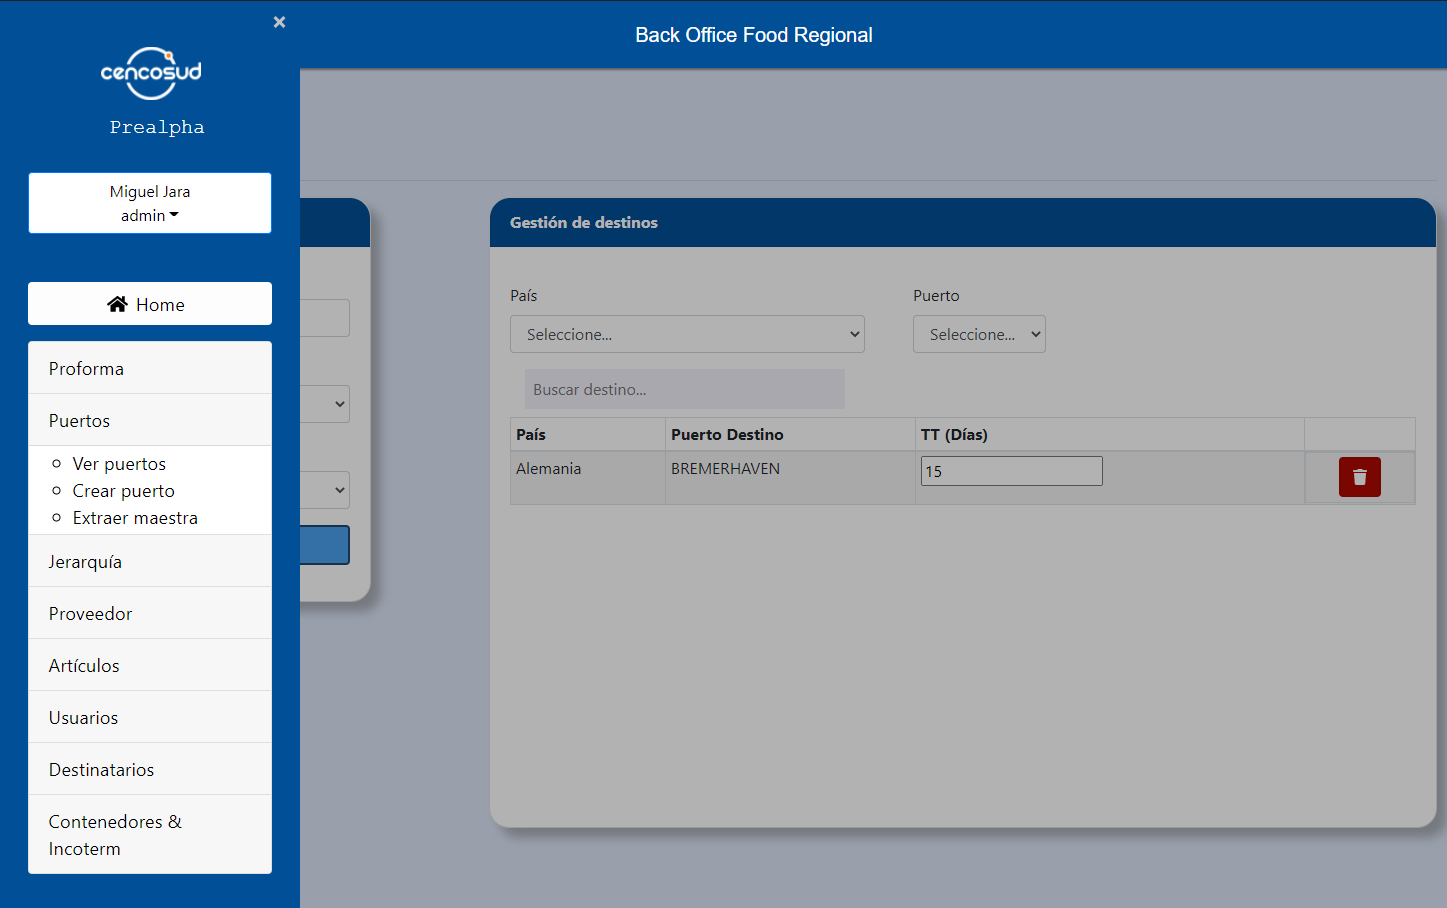 ×
Back Office Food Regional
cencosud
Prealpha
Miguel Jara
admin
Home
Proforma
Puertos
Ver puertos
Crear puerto
Extraer maestra
Jerarquía
Proveedor
Artículos
Usuarios
Destinatarios
Contenedores &
Incoterm
Gestión de destinos
País Puerto
Seleccione... Seleccione...
Buscar destino...
País Puerto Destino TT (Días)
Alemania BREMERHAVEN 15